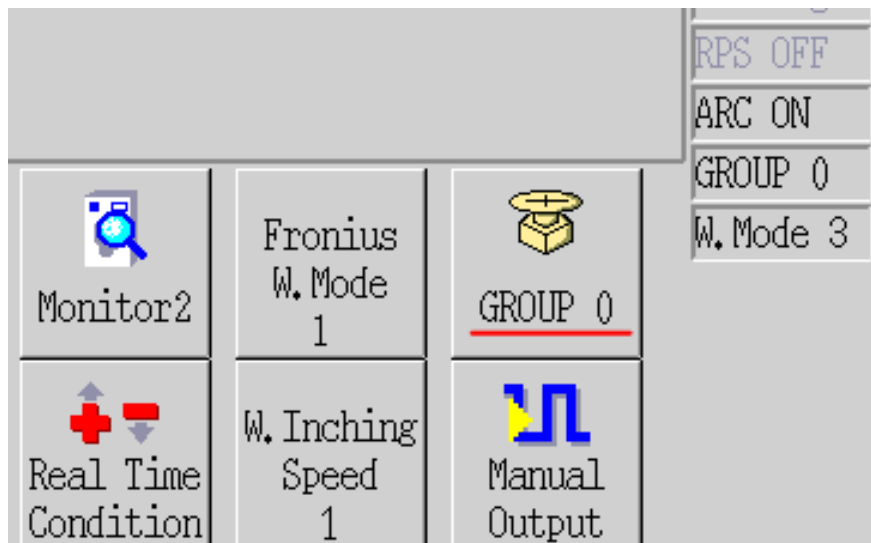 RPS OFF
ARC ON
GROUP 0
W.Mode 3
Monitor2
Fronius
W.Mode
1
GROUP 0
Real Time
Condition
W.Inching
Speed
1
Manual
Output